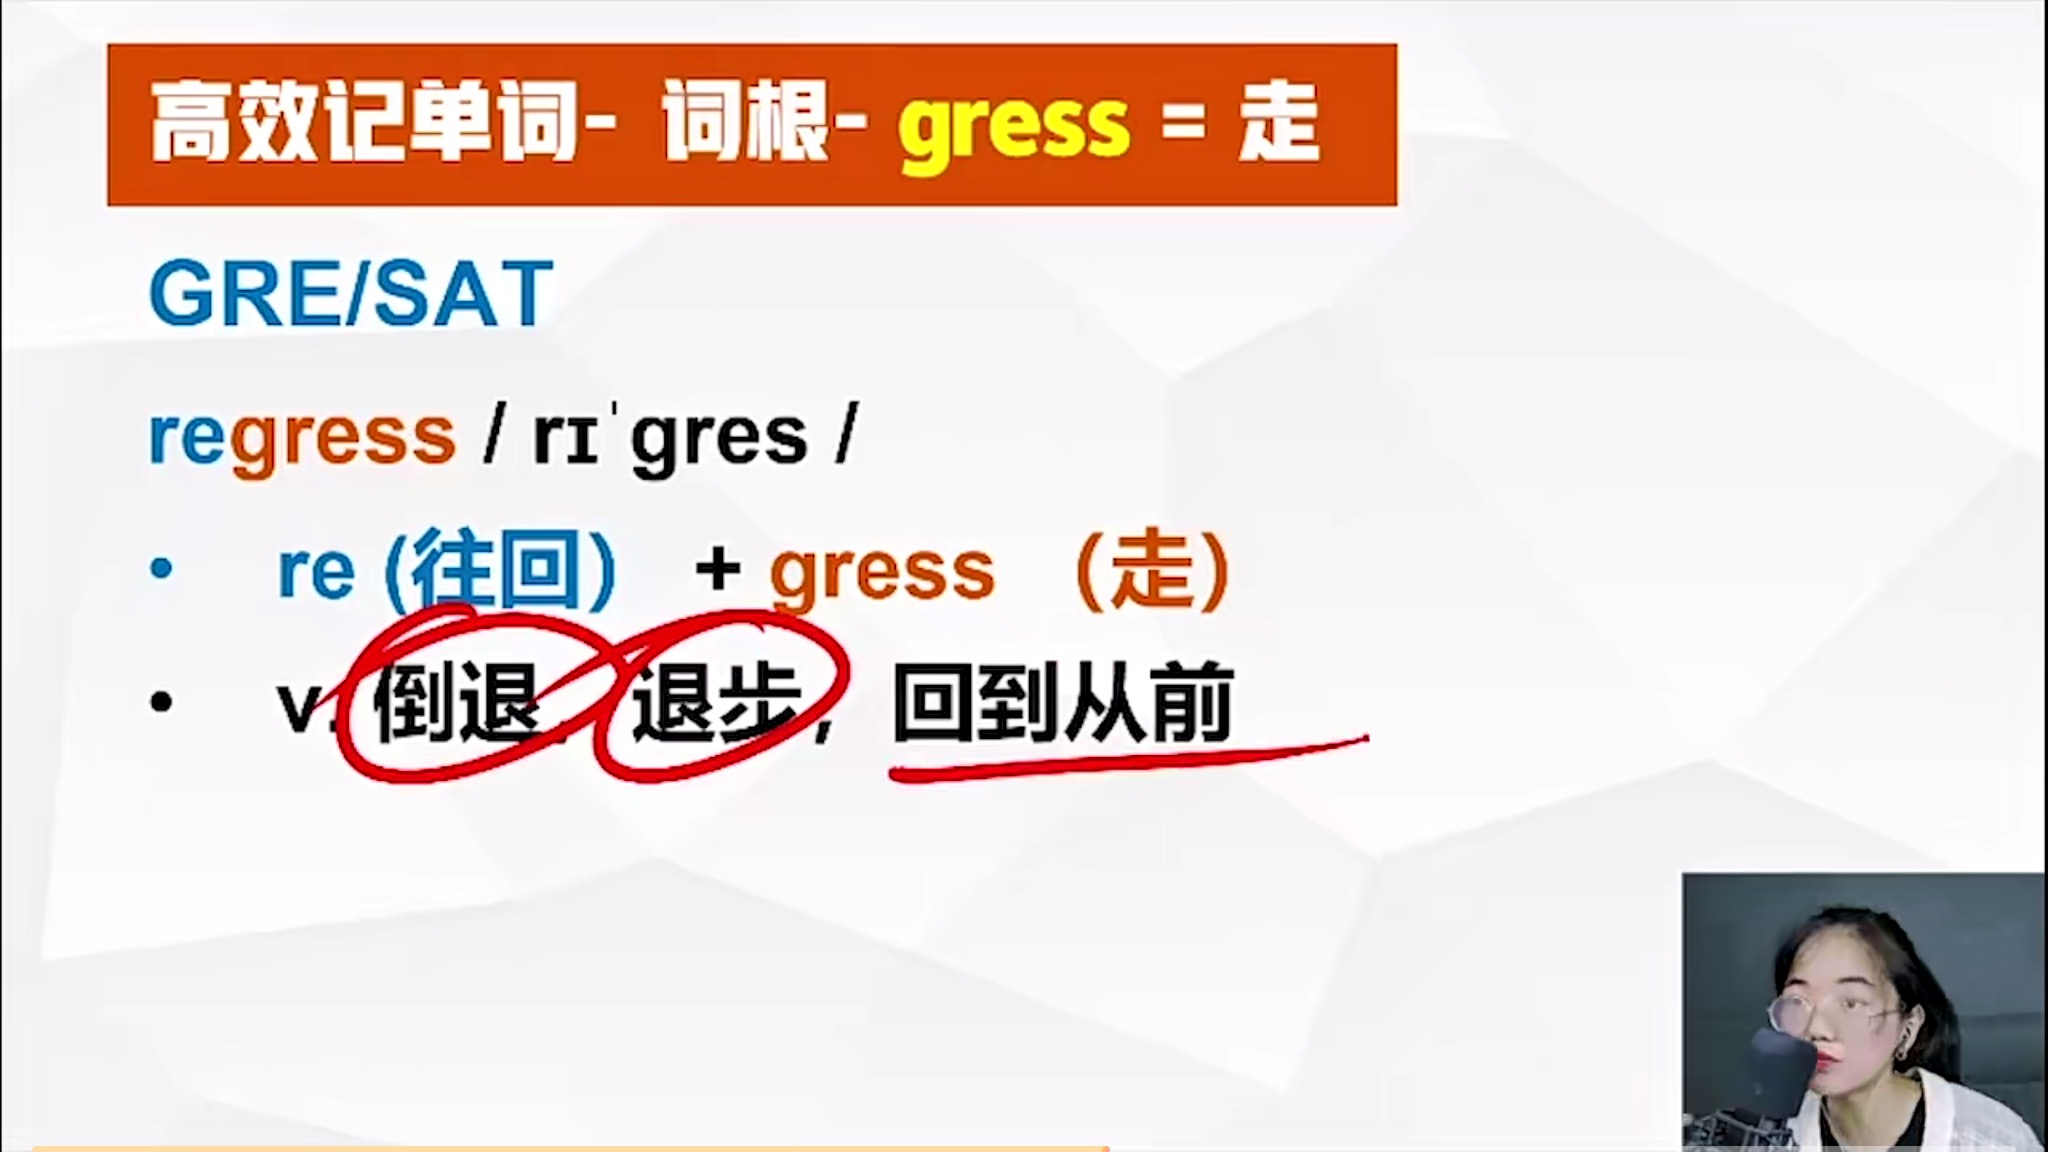 高效记单词- 词根- gress = 走
GRE/SAT
regress / rɪˈgres /
• re (往回） + gress （走）
• v. 倒退，退步，回到从前